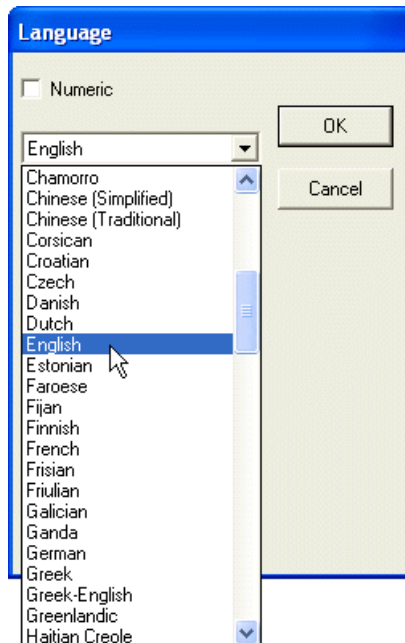 Language
Numeric
OK
English
Cancel
Chamorro
Chinese (Simplified)
Chinese (Traditional)
Corsican
Croatian
Czech
Danish
Dutch
English
Estonian
Faroese
Fijian
Finnish
French
Frisian
Friulian
Galician
Ganda
German
Greek
Greek-English
Greenlandic
Haitian Creole